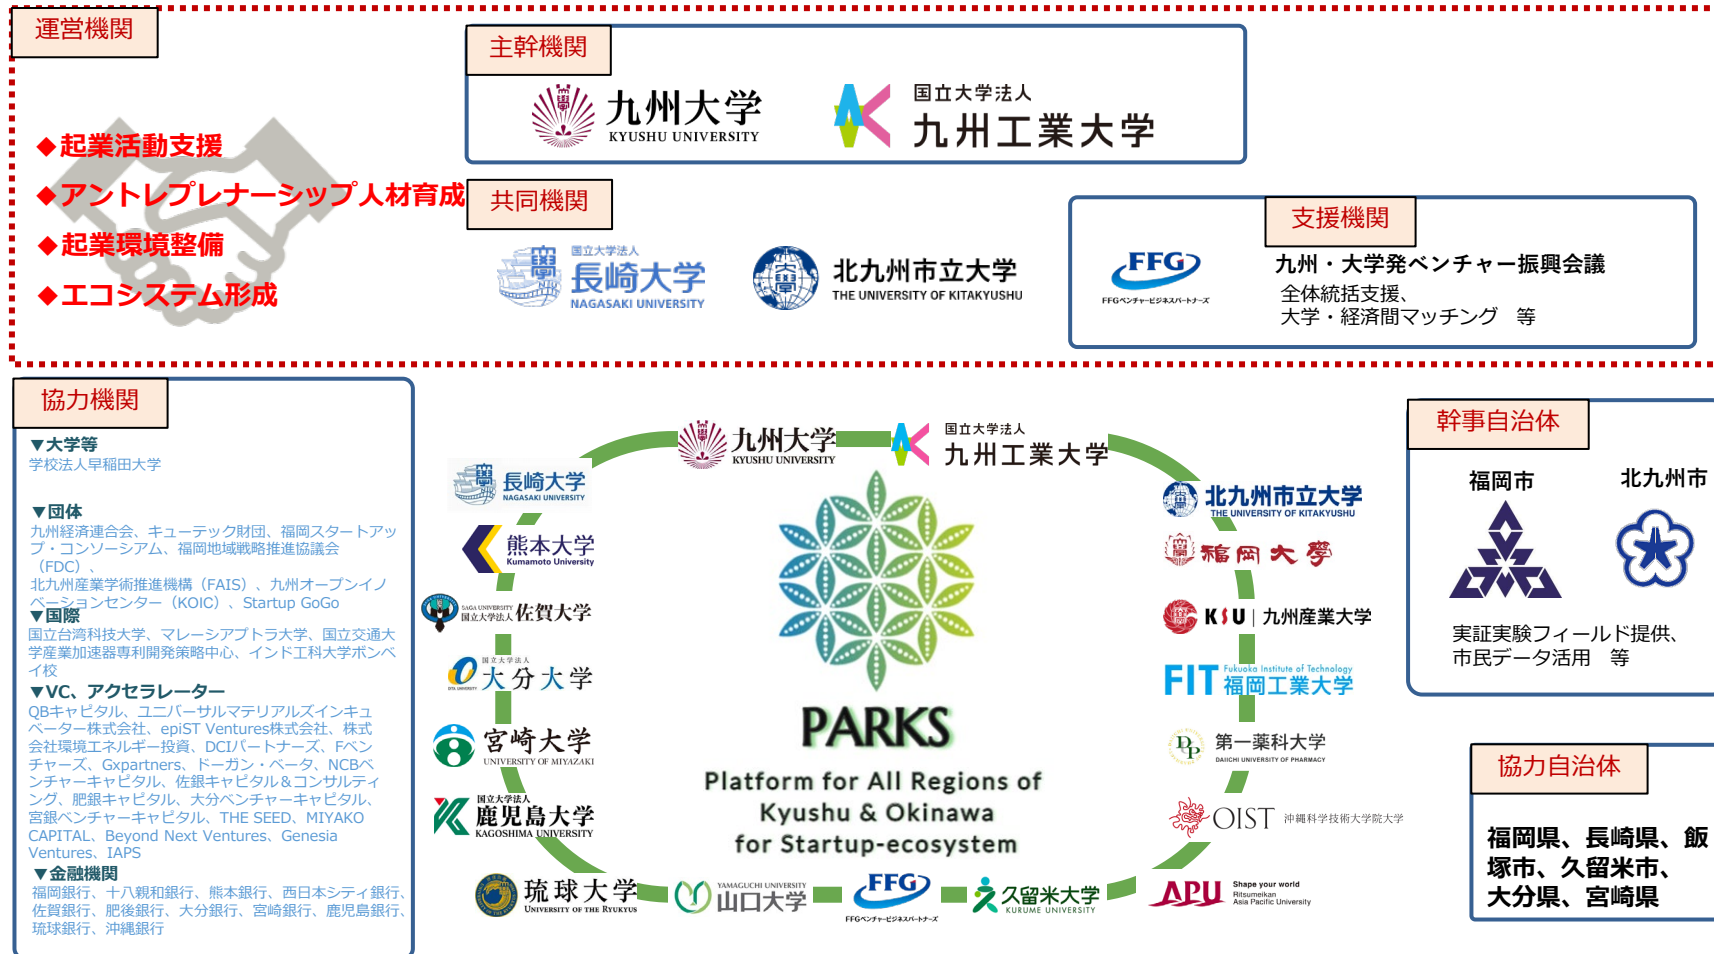 運営機関
◆起業活動支援
◆アントレプレナーシップ人材育成
◆起業環境整備
◆エコシステム形成
主幹機関
九州大学
KYUSHU UNIVERSITY
国立大学法人
九州工業大学
共同機関
国立大学法人
長崎大学
NAGASAKI UNIVERSITY
北九州市立大学
THE UNIVERSITY OF KITAKYUSHU
支援機関
FFG
FFGベンチャービジネスパートナーズ
九州・大学発ベンチャー振興会議
全体統括支援、
大学・経済間マッチング　等
協力機関
▼大学等
学校法人早稲田大学
▼団体
九州経済連合会、キューテック財団、福岡スタートアッ
プ・コンソーシアム、福岡地域戦略推進協議会
（FDC）、
北九州産業学術推進機構（FAIS）、九州オープンイノ
ベーションセンター（KOIC）、Startup GoGo
▼国際
国立台湾科技大学、マレーシアプトラ大学、国立交通大
学産業加速器専利開発策略中心、インド工科大学ボンベ
イ校
▼VC、アクセラレーター
QBキャピタル、ユニバーサルマテリアルズインキュ
ベーター株式会社、epiST Ventures株式会社、株式
会社環境エネルギー投資、DCIパートナーズ、Fベン
チャーズ、Gxpartners、ドーガン・ベータ、NCBベ
ンチャーキャピタル、佐銀キャピタル＆コンサルティ
ング、肥銀キャピタル、大分ベンチャーキャピタル、
宮銀ベンチャーキャピタル、THE SEED、MIYAKO
CAPITAL、Beyond Next Ventures、Genesia
Ventures、IAPS
▼金融機関
福岡銀行、十八親和銀行、熊本銀行、西日本シティ銀行、
佐賀銀行、肥後銀行、大分銀行、宮崎銀行、鹿児島銀行、
琉球銀行、沖縄銀行
九州大学
KYUSHU UNIVERSITY
国立大学法人
九州工業大学
長崎大学
NAGASAKI UNIVERSITY
熊本大学
Kumamoto University
SAGA UNIVERSITY
国立大学法人 佐賀大学
国立大学法人
大分大学
OITA UNIVERSITY
宮崎大学
UNIVERSITY OF MIYAZAKI
国立大学法人
鹿児島大学
KAGOSHIMA UNIVERSITY
琉球大学
UNIVERSITY OF THE RYUKYUS
YAMAGUCHI UNIVERSITY
山口大学
FFG
FFGベンチャービジネスパートナーズ
久留米大学
KURUME UNIVERSITY
APU
Shape your world
Ritsumeikan
Asia Pacific University
OIST 沖縄科学技術大学院大学
DCP
第一薬科大学
DAIICHI UNIVERSITY OF PHARMACY
FIT
Fukuoka Institute of Technology
福岡工業大学
KSU | 九州産業大学
福岡大學
北九州市立大学
THE UNIVERSITY OF KITAKYUSHU
PARKS
Platform for All Regions of
Kyushu & Okinawa
for Startup-ecosystem
幹事自治体
福岡市
北九州市
実証実験フィールド提供、
市民データ活用　等
協力自治体
福岡県、長崎県、飯
塚市、久留米市、
大分県、宮崎県